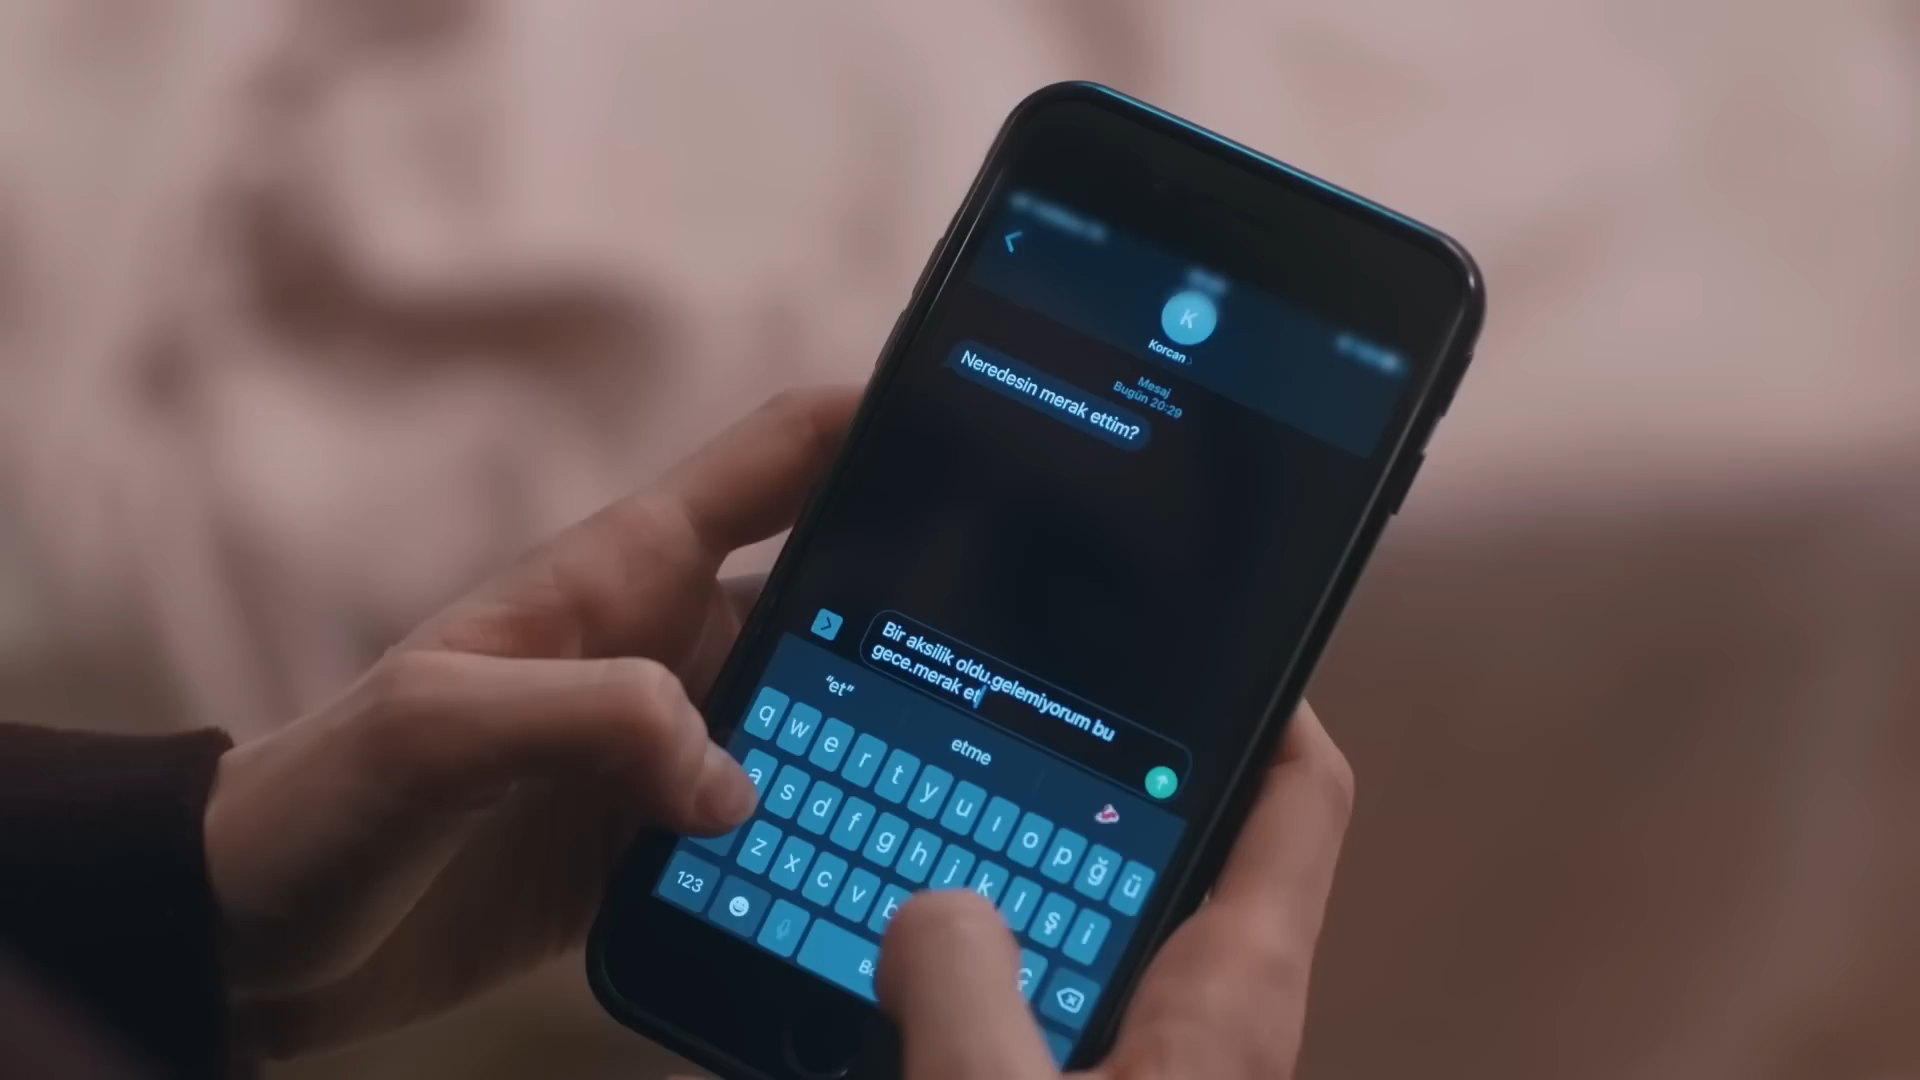 K
Korcan
Mesaj
Bugün 20:29
Neredesin merak ettim?
Bir aksilik oldu.gelemiyorum bu
gece.merak et
"et" etme
q w e r t y u ı o p ğ ü
a s d f g h j k l ş i
z x c v b ç
123